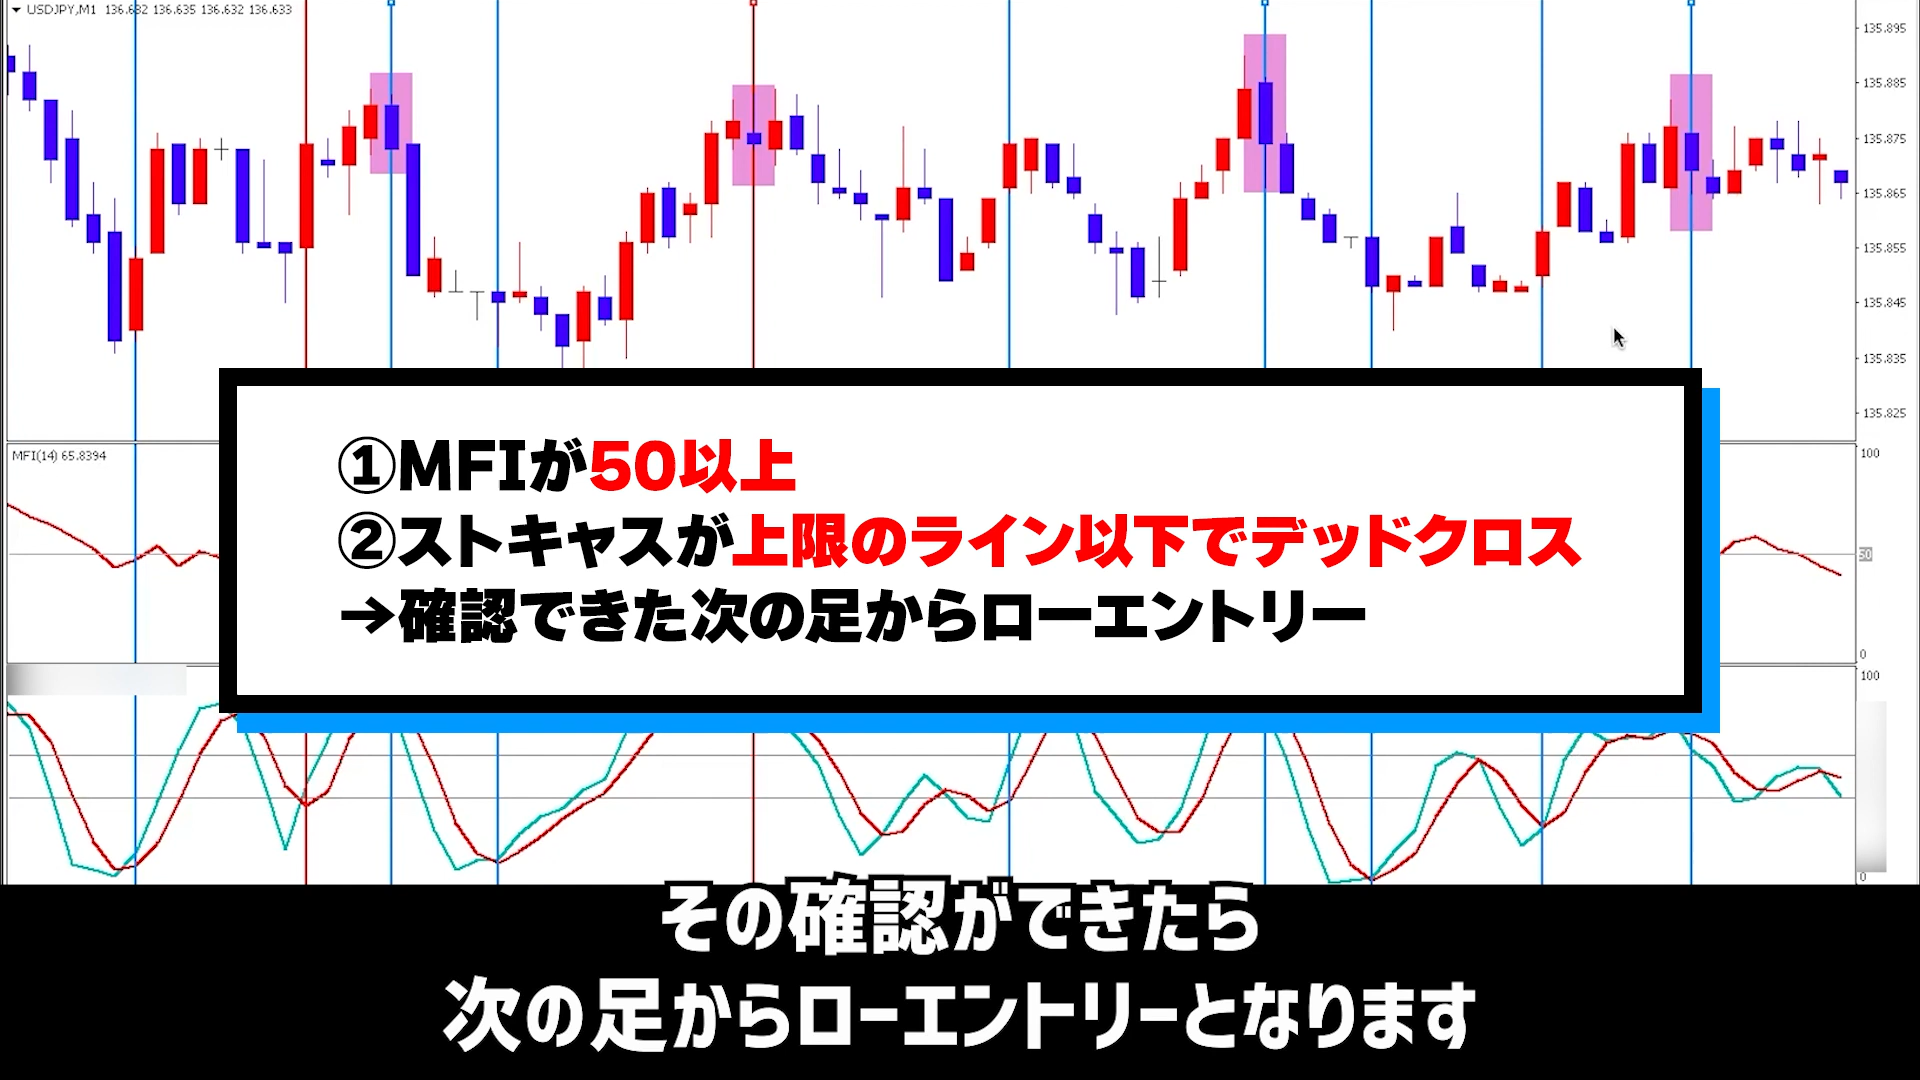 USDJPY,M1 136.632 136.635 136.632 136.633
135.895
135.885
135.875
135.865
135.855
135.845
135.835
135.825
MFI(14) 65.8394
100
50
0
①MFIが50以上
②ストキャスが上限のライン以下でデッドクロス
→確認できた次の足からローエントリー
100
0
その確認ができたら
次の足からローエントリーとなります